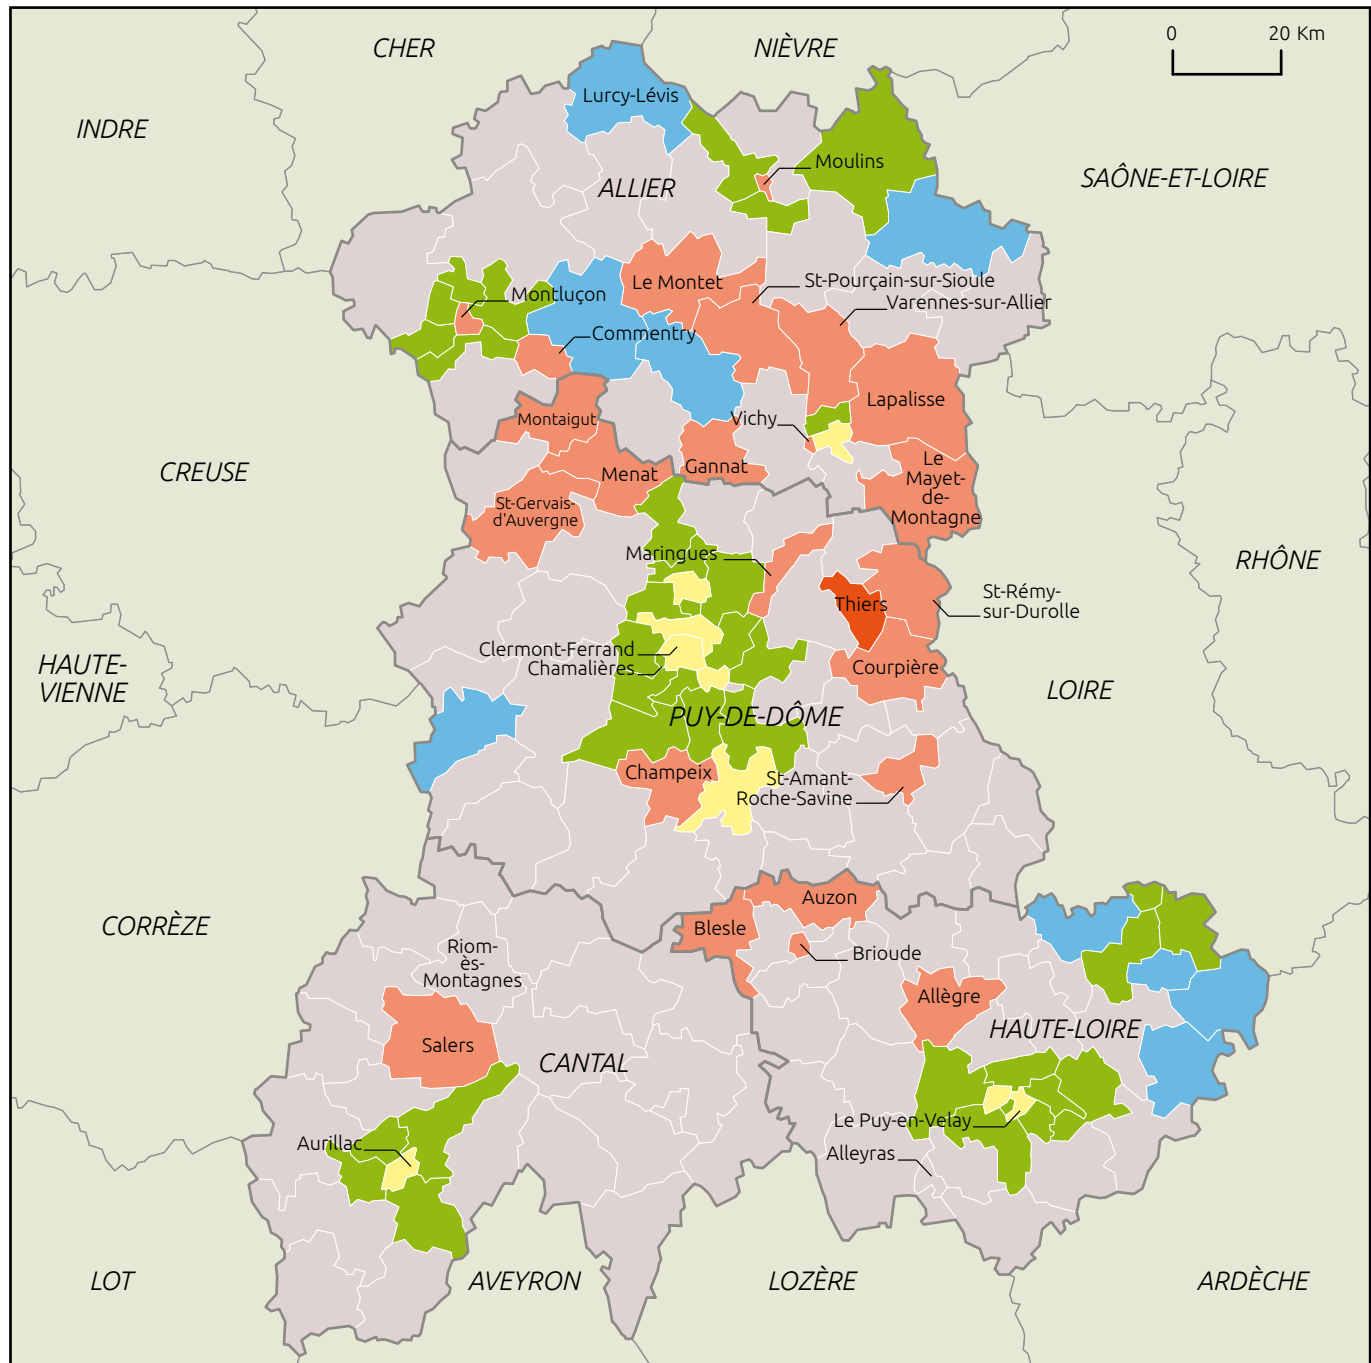 CHER
NIÈVRE
0 20 Km
INDRE
Lurcy-Lévis
Moulins
ALLIER
SAÔNE-ET-LOIRE
Le Montet
St-Pourçain-sur-Sioule
Montluçon
Varennes-sur-Allier
Commentry
Lapalisse
Montaigut
Vichy
CREUSE
Menat
Gannat
Le
Mayet-
de-
Montagne
St-Gervais-
d'Auvergne
Maringues
RHÔNE
Thiers
St-Rémy-
sur-Durolle
Clermont-Ferrand
Chamalières
HAUTE-
VIENNE
Courpière
LOIRE
PUY-DE-DÔME
Champeix
St-Amant-
Roche-Savine
Auzon
CORRÈZE
Blesle
Riom-
ès-
Montagnes
Brioude
Allègre
HAUTE-LOIRE
Salers
CANTAL
Le Puy-en-Velay
Aurillac
Alleyras
LOT
AVEYRON
LOZÈRE
ARDÈCHE